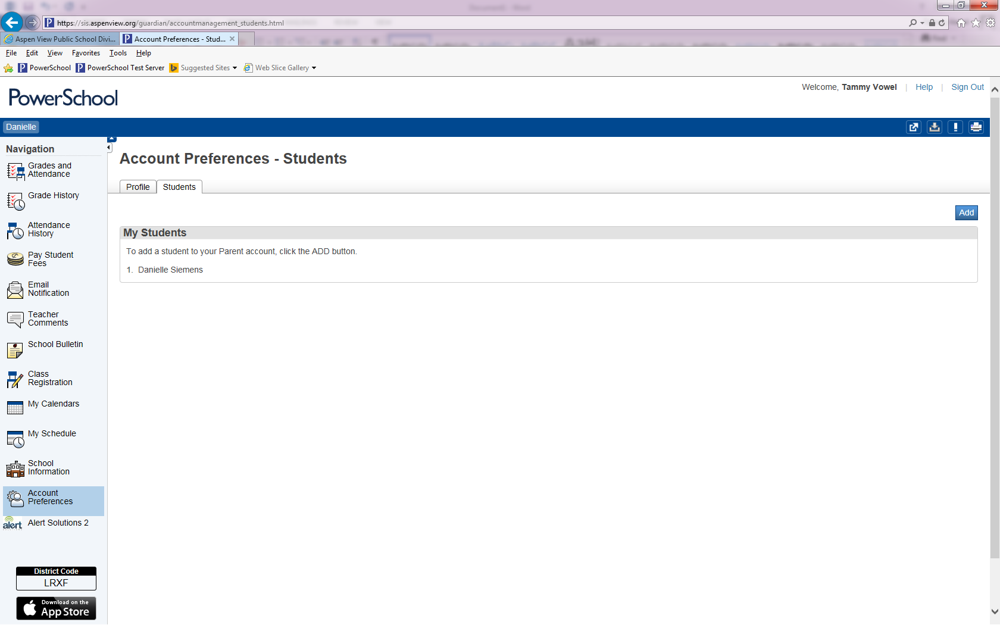 https://sis.aspenview.org/guardian/accountmanagement_students.html
Aspen View Public School Divi...
Account Preferences - Stud...
File Edit View Favorites Tools Help
PowerSchool PowerSchool Test Server Suggested Sites Web Slice Gallery
PowerSchool
Welcome, Tammy Vowel | Help | Sign Out
Danielle
Navigation
Grades and
Attendance
Grade History
Attendance
History
Pay Student
Fees
Email
Notification
Teacher
Comments
School Bulletin
Class
Registration
My Calendars
My Schedule
School
Information
Account
Preferences
alert
Alert Solutions 2
District Code
LRXF
Download on the
App Store
Account Preferences - Students
Profile Students
Add
My Students
To add a student to your Parent account, click the ADD button.
1. Danielle Siemens